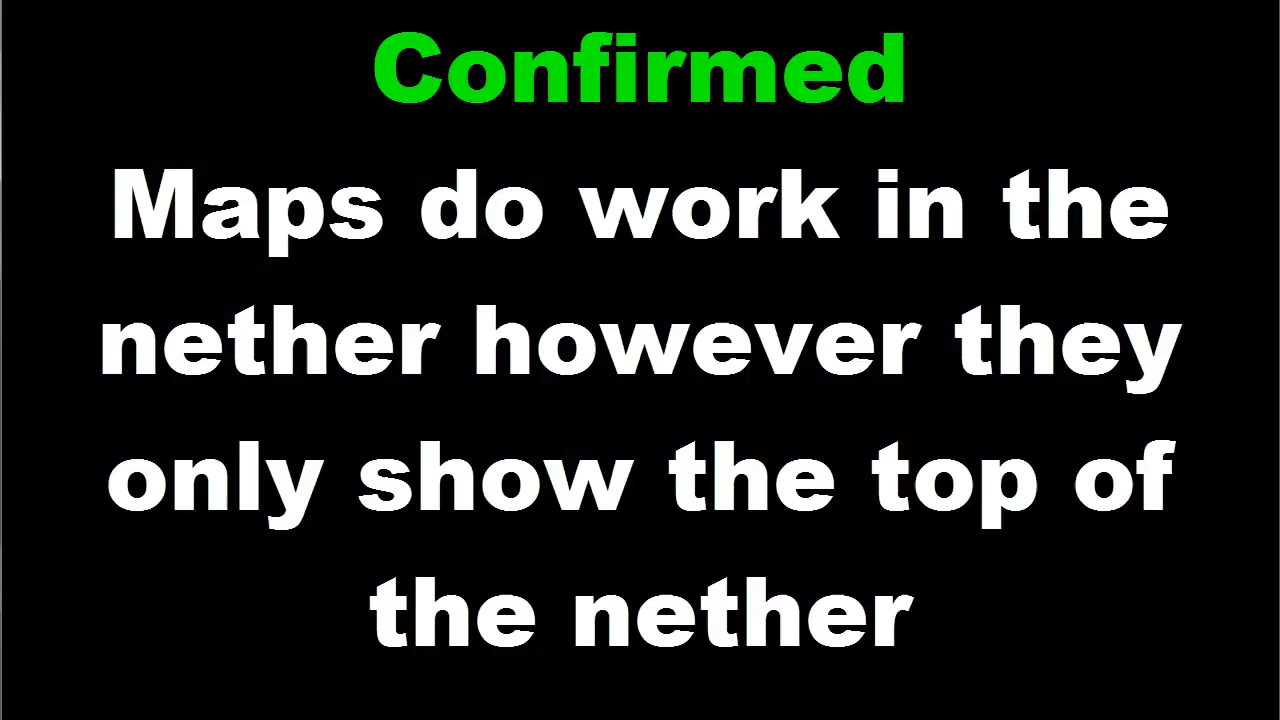 Confirmed
Maps do work in the
nether however they
only show the top of
the nether